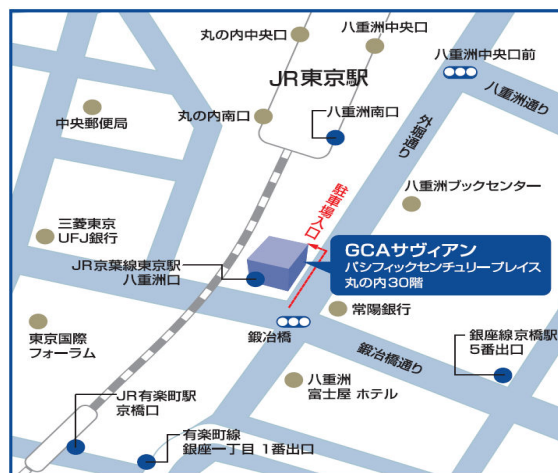 丸の内中央口
八重洲中央口
JR東京駅
八重洲中央口前
八重洲通り
中央郵便局
丸の内南口
八重洲南口
外堀通り
八重洲ブックセンター
駐車場入口
三菱東京
UFJ銀行
GCAサヴィアン
パシフィックセンチュリープレイス
丸の内30階
JR京葉線東京駅
八重洲口
常陽銀行
東京国際
フォーラム
鍛冶橋
鍛冶橋通り
銀座線京橋駅
5番出口
八重洲
富士屋 ホテル
JR有楽町駅
京橋口
有楽町線
銀座一丁目 1番出口